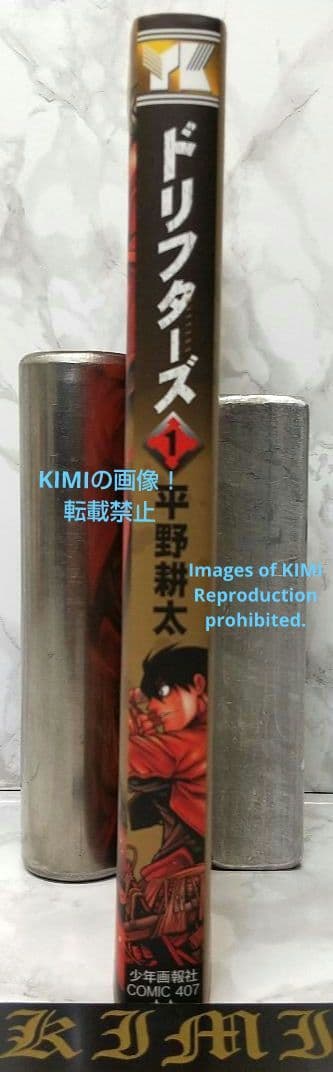 YK
ドリフターズ
1
平野耕太
少年画報社
COMIC 407
KIMIの画像！
転載禁止
Images of KIMI
Reproduction
prohibited.
KIMI